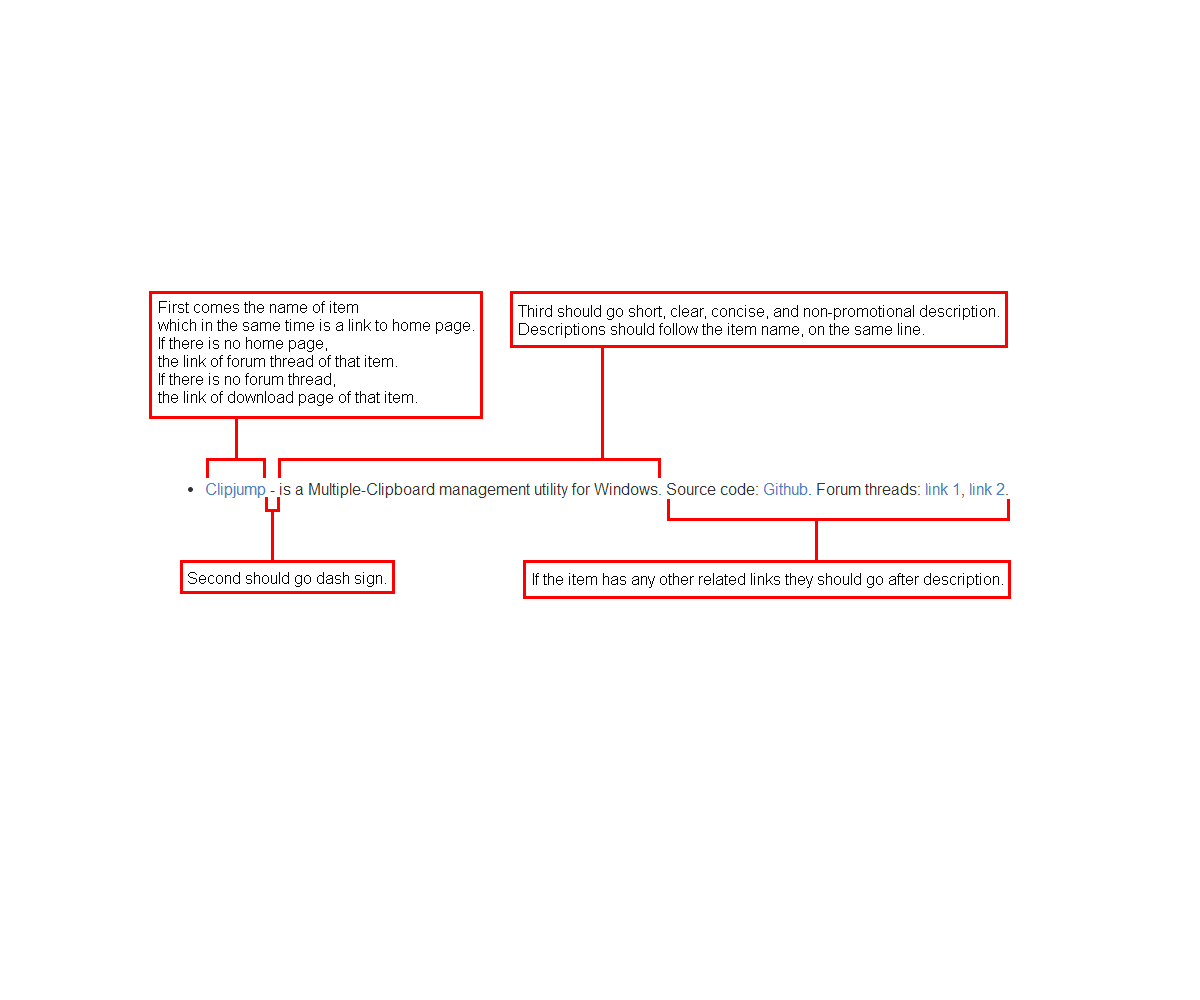 First comes the name of item
which in the same time is a link to home page.
If there is no home page,
the link of forum thread of that item.
If there is no forum thread,
the link of download page of that item.
Third should go short, clear, concise, and non-promotional description.
Descriptions should follow the item name, on the same line.
• Clipjump - is a Multiple-Clipboard management utility for Windows. Source code: Github. Forum threads: link 1, link 2.
Second should go dash sign.
If the item has any other related links they should go after description.